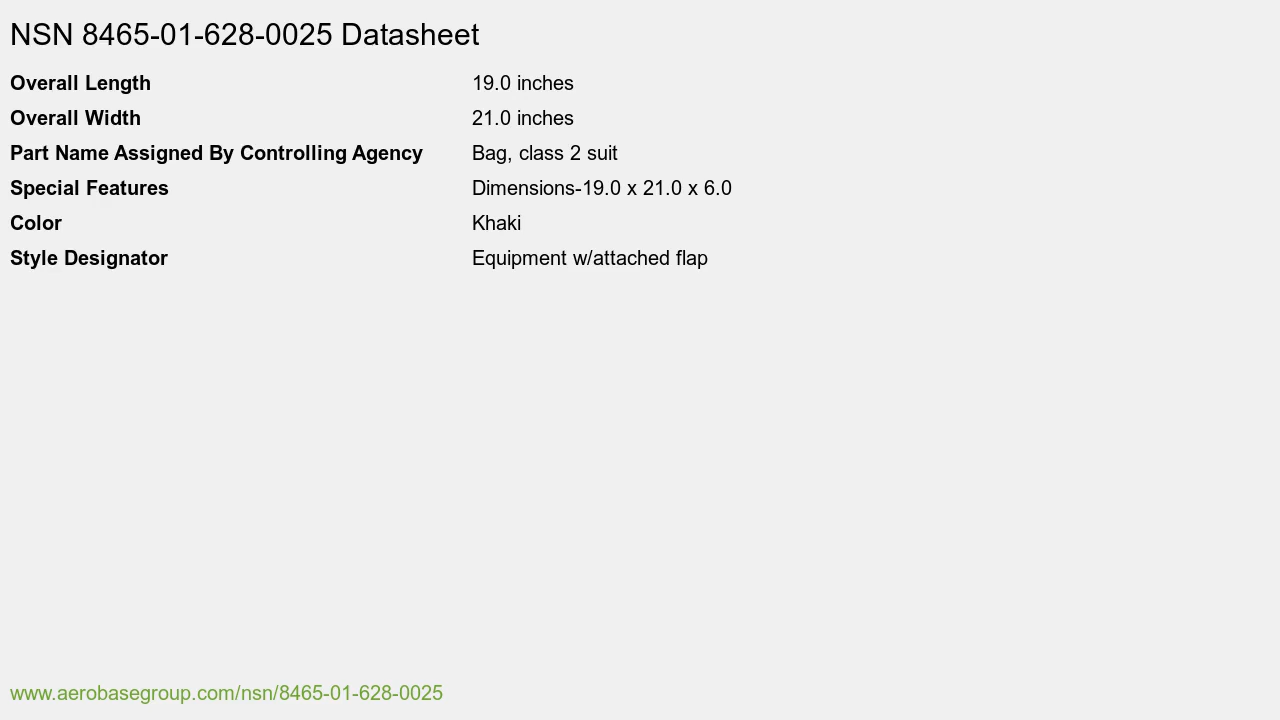 NSN 8465-01-628-0025 Datasheet
Overall Length 19.0 inches
Overall Width 21.0 inches
Part Name Assigned By Controlling Agency Bag, class 2 suit
Special Features Dimensions-19.0 x 21.0 x 6.0
Color Khaki
Style Designator Equipment w/attached flap
www.aerobasegroup.com/nsn/8465-01-628-0025